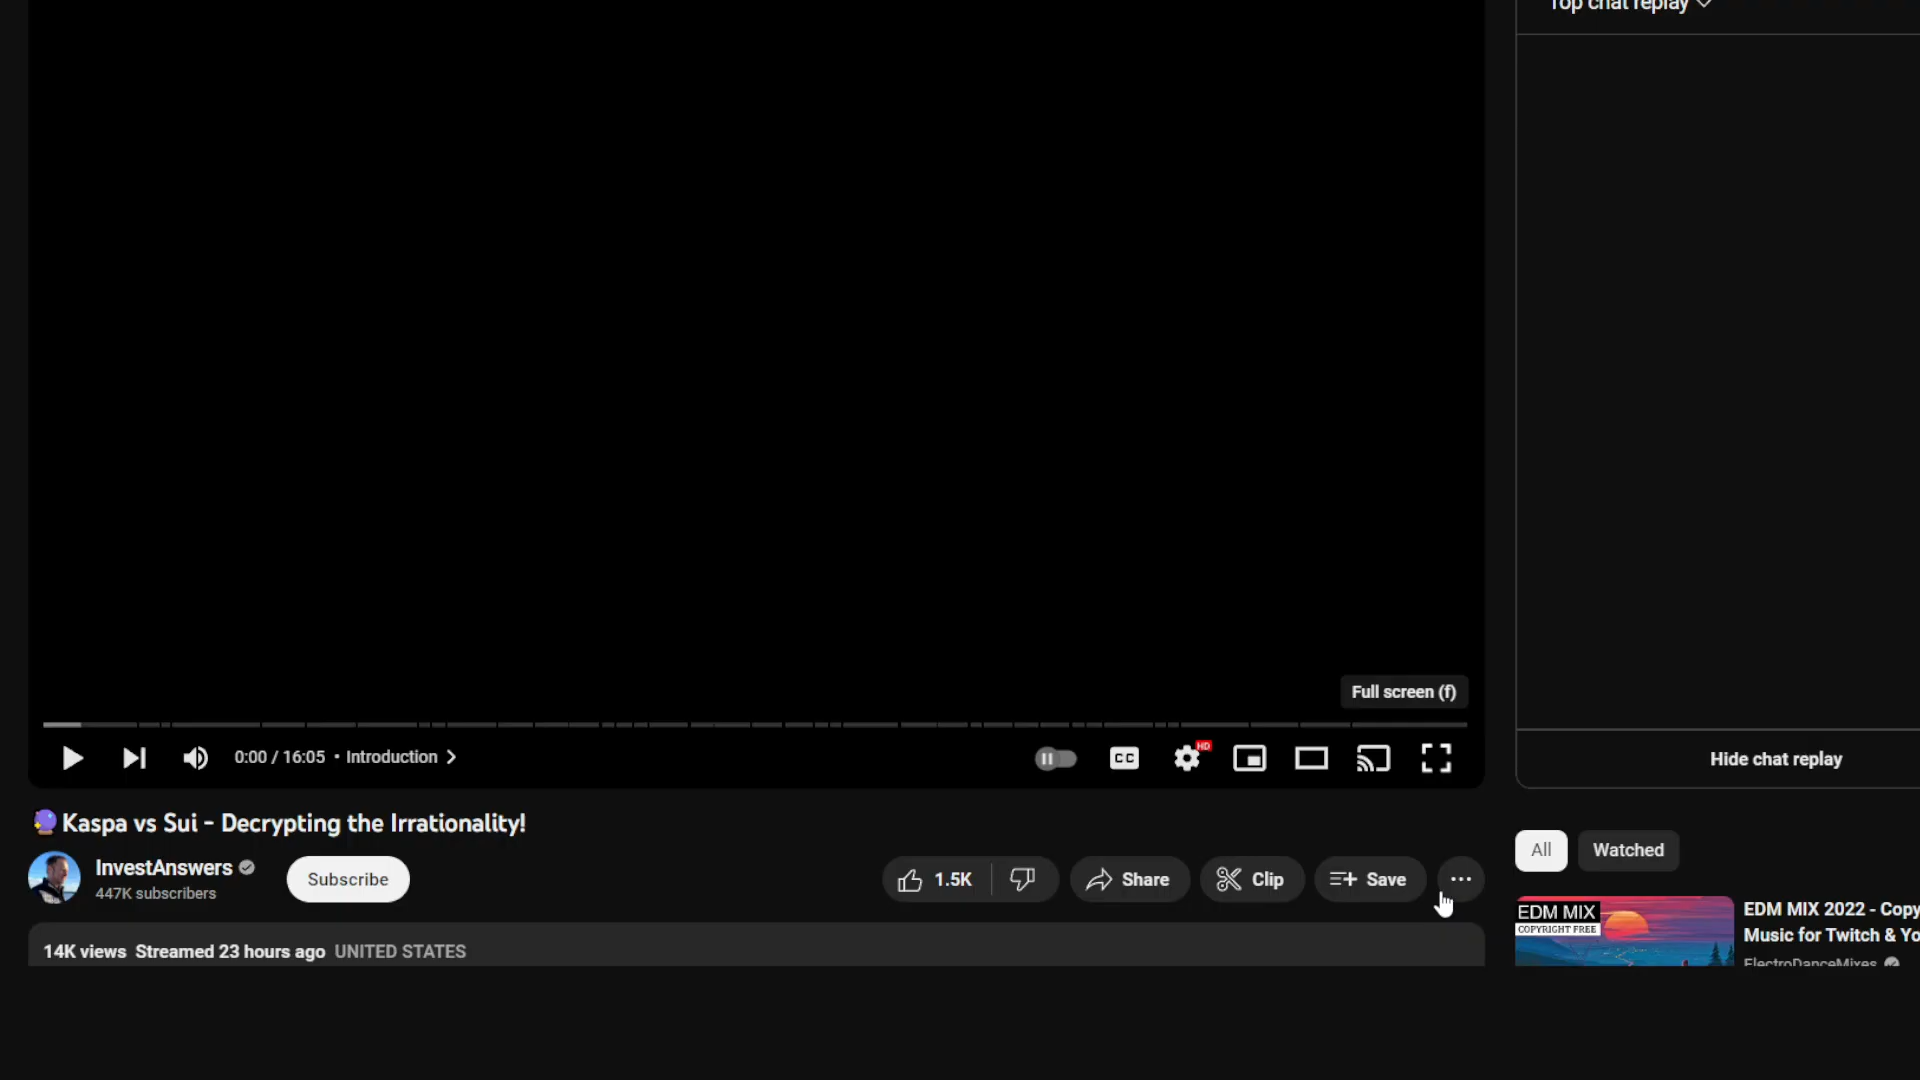 Top chat replay
Full screen (f)
0:00 / 16:05 • Introduction
CC
HD
Hide chat replay
Kaspa vs Sui - Decrypting the Irrationality!
InvestAnswers
447K subscribers
Subscribe
1.5K
Share
Clip
Save
14K views Streamed 23 hours ago UNITED STATES
All
Watched
EDM MIX
COPYRIGHT FREE
EDM MIX 2022 - Copy
Music for Twitch & Yo
ElectroDanceMixes